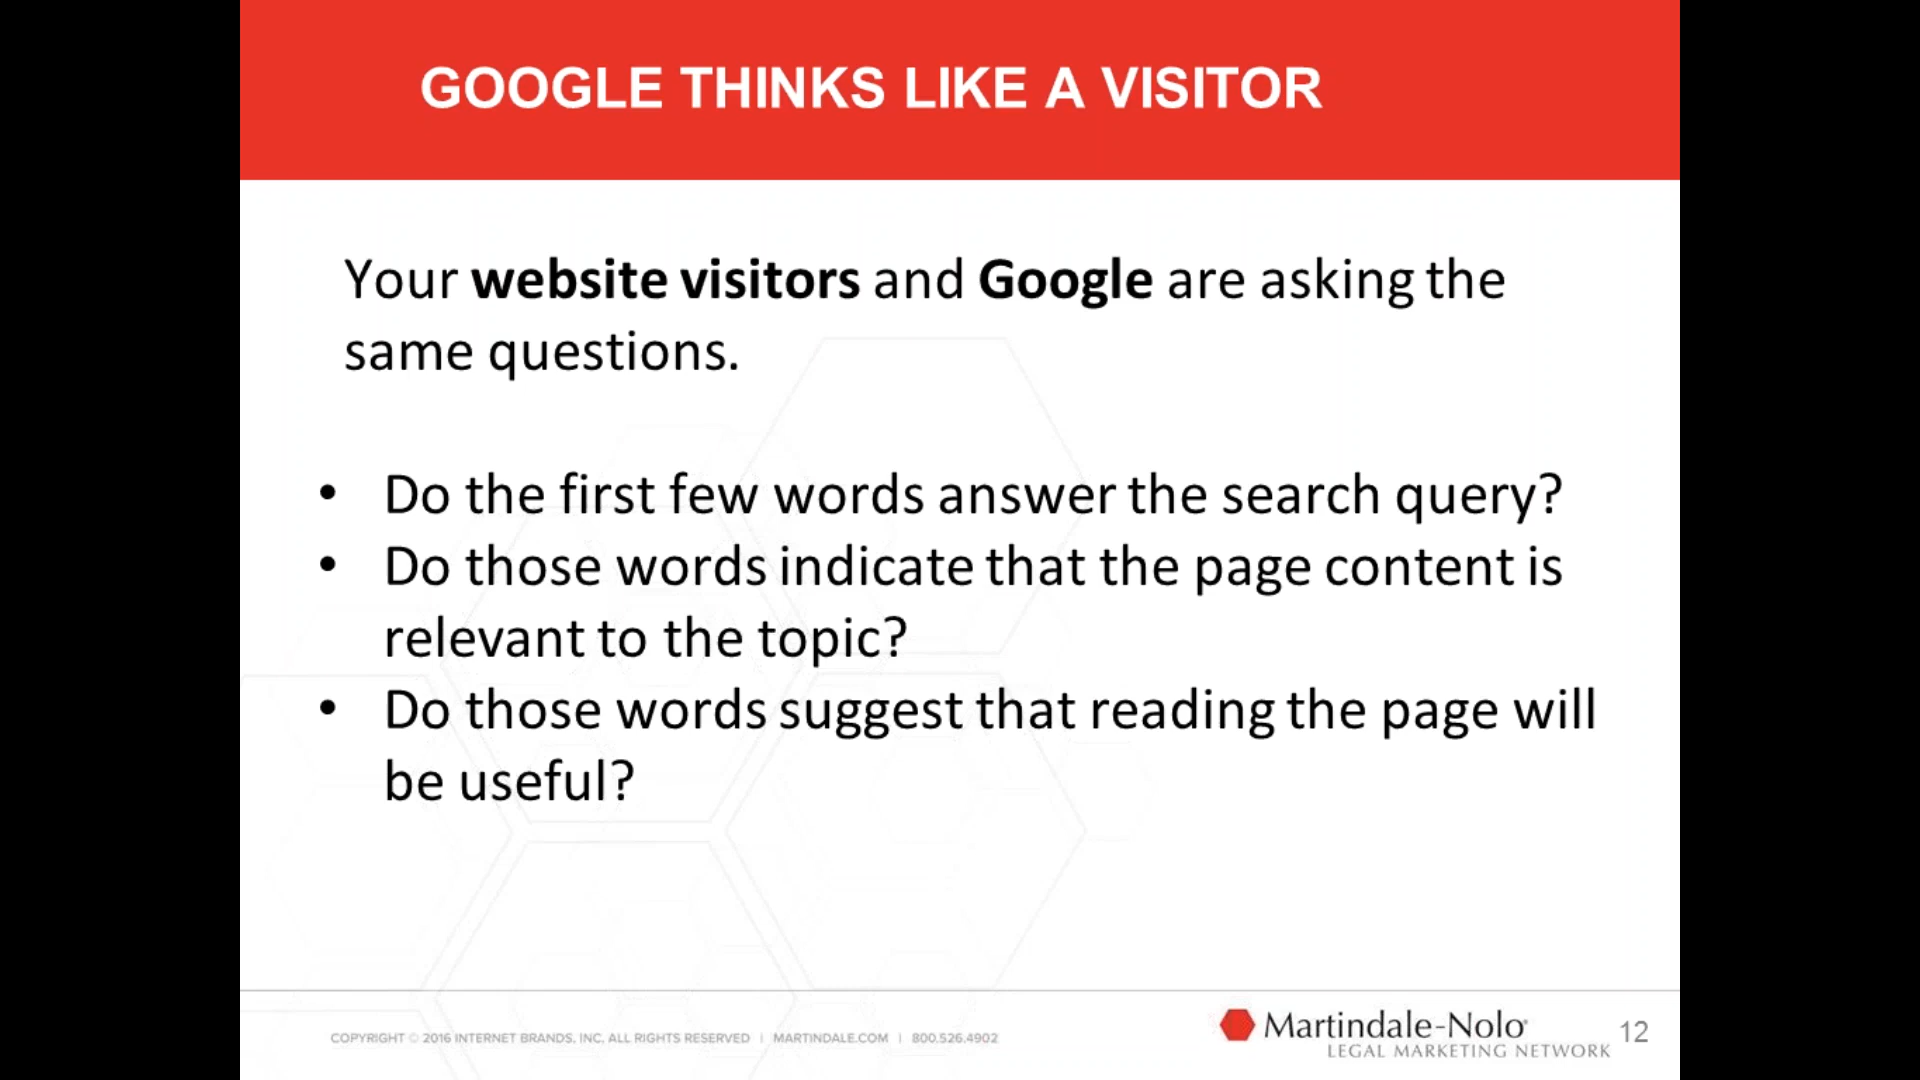 GOOGLE THINKS LIKE A VISITOR
Your website visitors and Google are asking the
same questions.
• Do the first few words answer the search query?
• Do those words indicate that the page content is
relevant to the topic?
• Do those words suggest that reading the page will
be useful?
COPYRIGHT © 2016 INTERNET BRANDS, INC. ALL RIGHTS RESERVED | MARTINDALE.COM | 800.526.4902
Martindale-Nolo
LEGAL MARKETING NETWORK
12